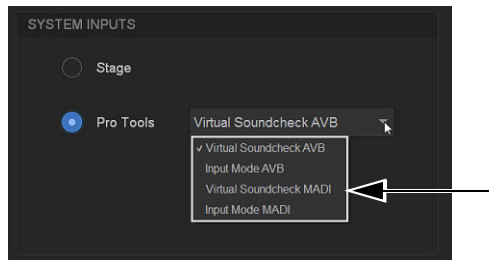 SYSTEM INPUTS
Stage
Pro Tools Virtual Soundcheck AVB
✓ Virtual Soundcheck AVB
Input Mode AVB
Virtual Soundcheck MADI
Input Mode MADI